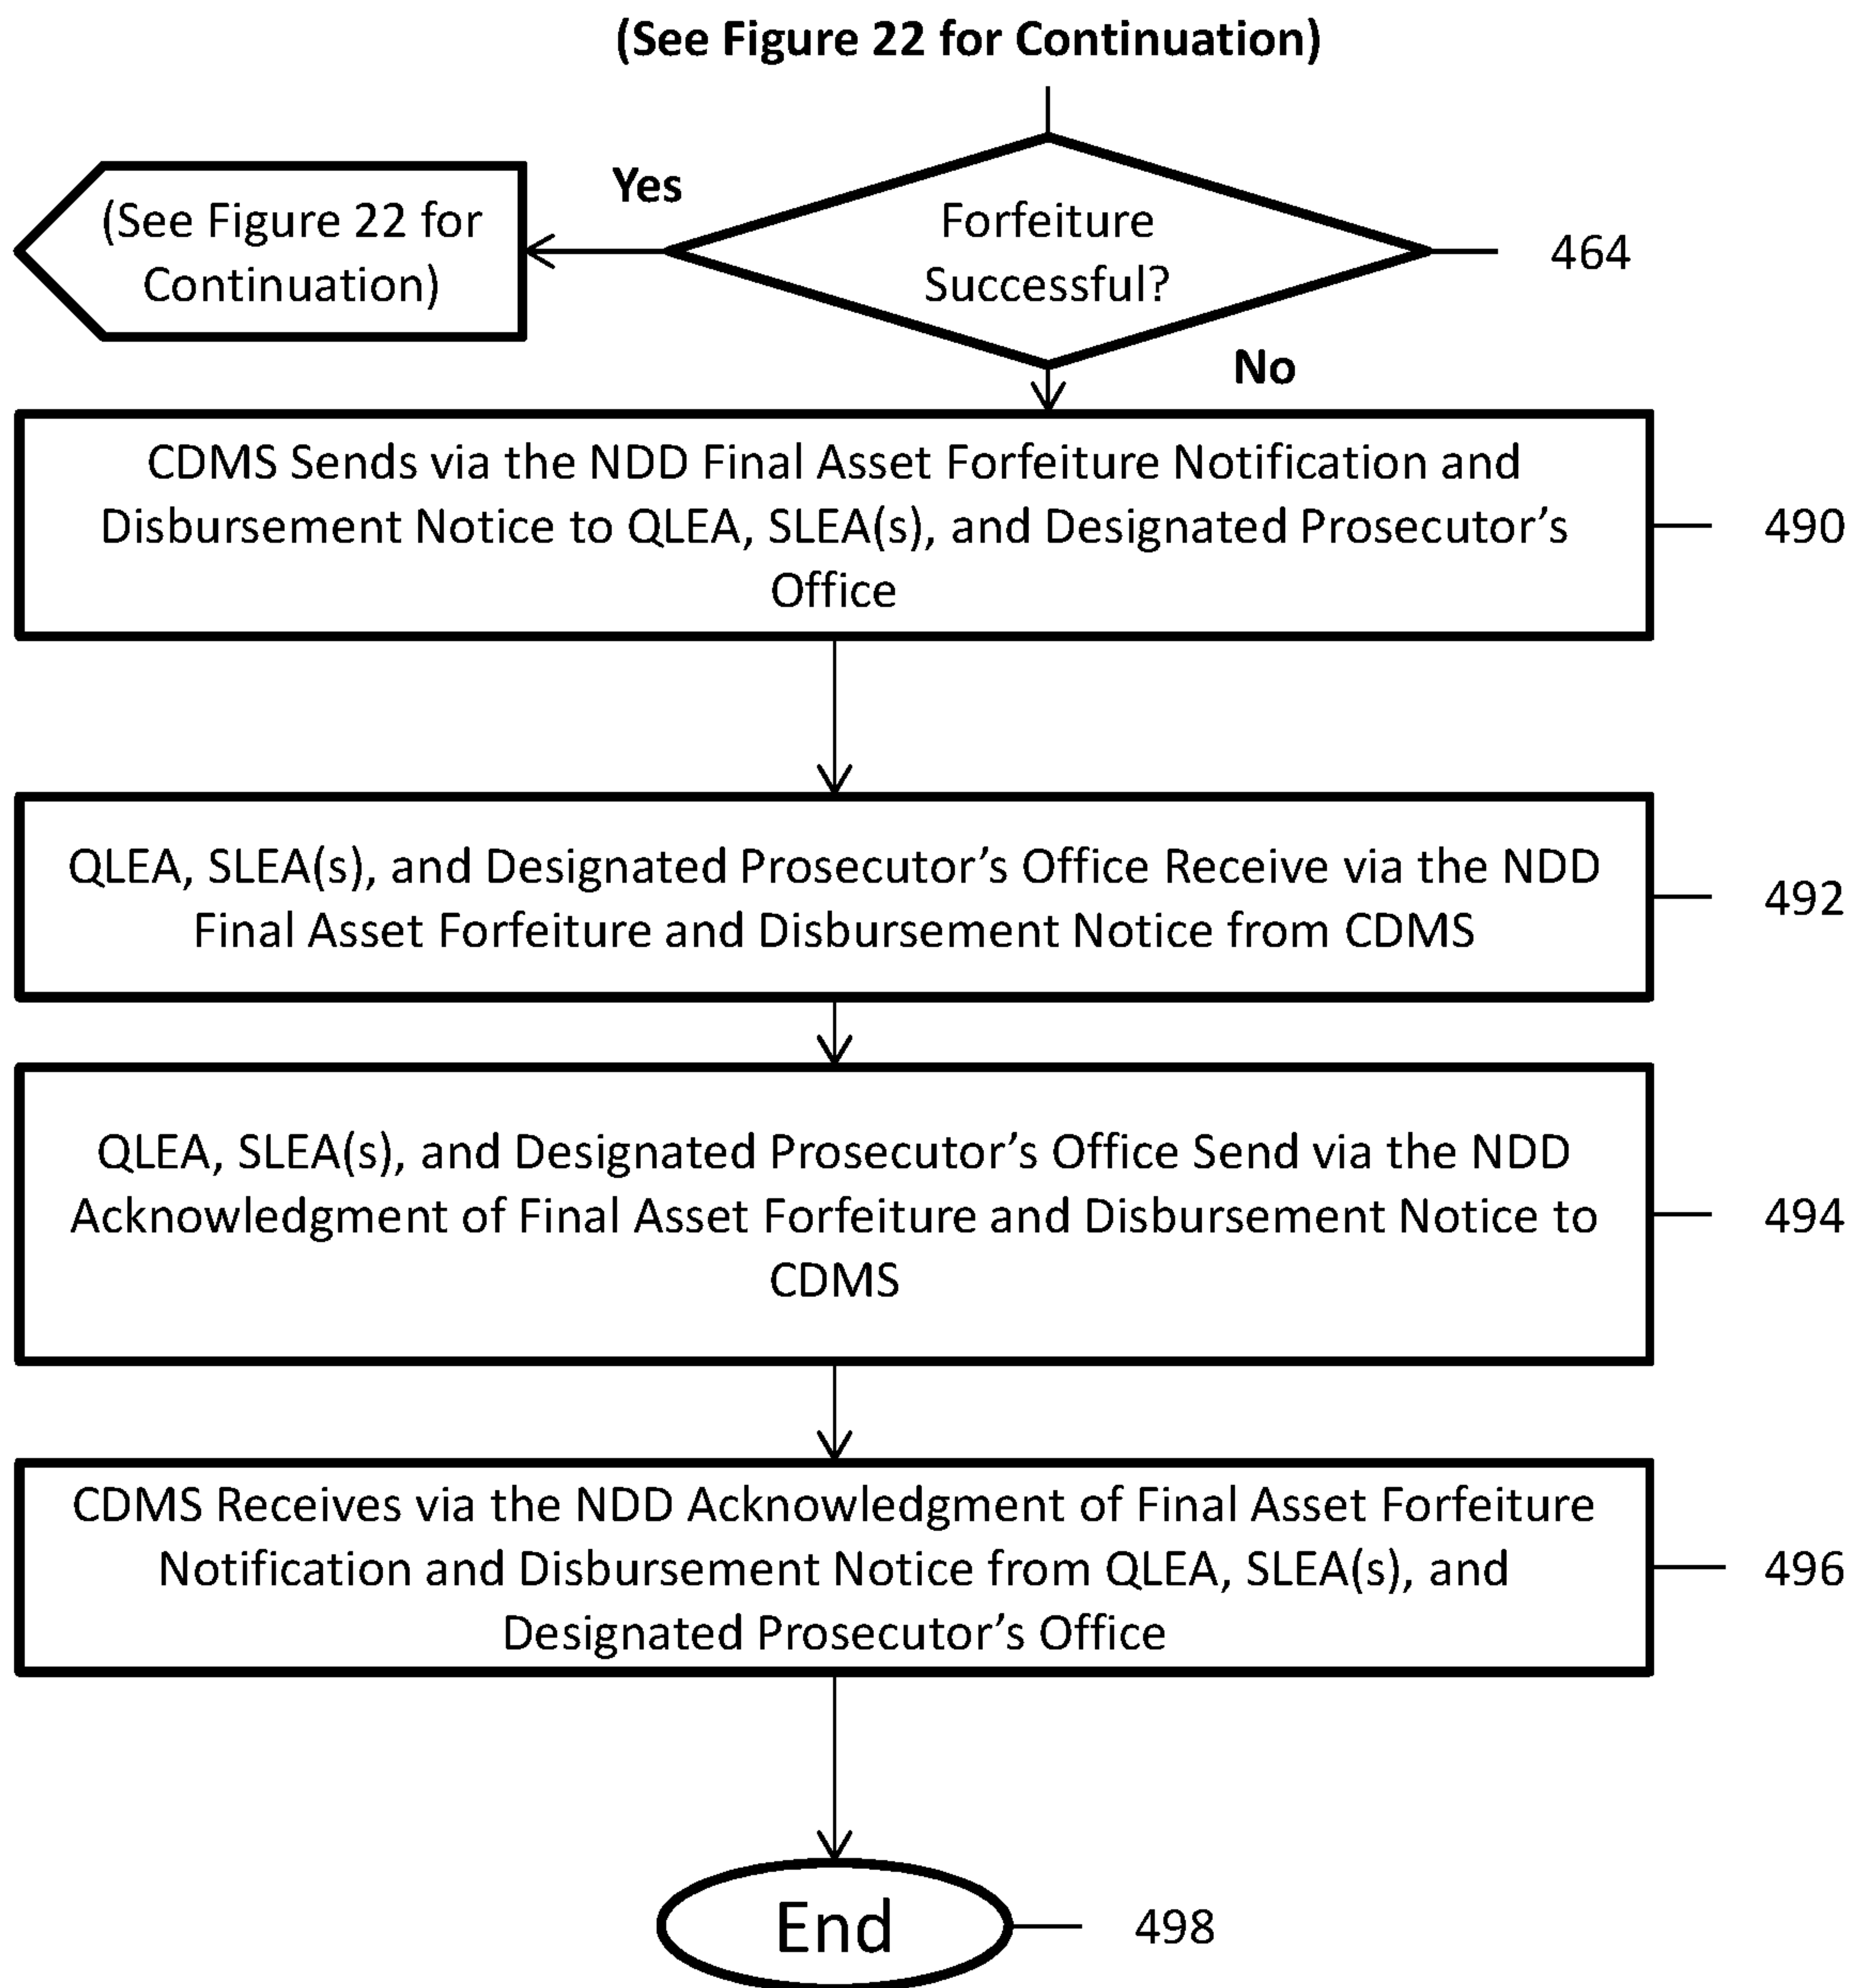 (See Figure 22 for Continuation)
Yes
(See Figure 22 for
Continuation)
Forfeiture
Successful?
464
No
CDMS Sends via the NDD Final Asset Forfeiture Notification and
Disbursement Notice to QLEA, SLEA(s), and Designated Prosecutor’s
Office
490
QLEA, SLEA(s), and Designated Prosecutor’s Office Receive via the NDD
Final Asset Forfeiture and Disbursement Notice from CDMS
492
QLEA, SLEA(s), and Designated Prosecutor’s Office Send via the NDD
Acknowledgment of Final Asset Forfeiture and Disbursement Notice to
CDMS
494
CDMS Receives via the NDD Acknowledgment of Final Asset Forfeiture
Notification and Disbursement Notice from QLEA, SLEA(s), and
Designated Prosecutor’s Office
496
End
498